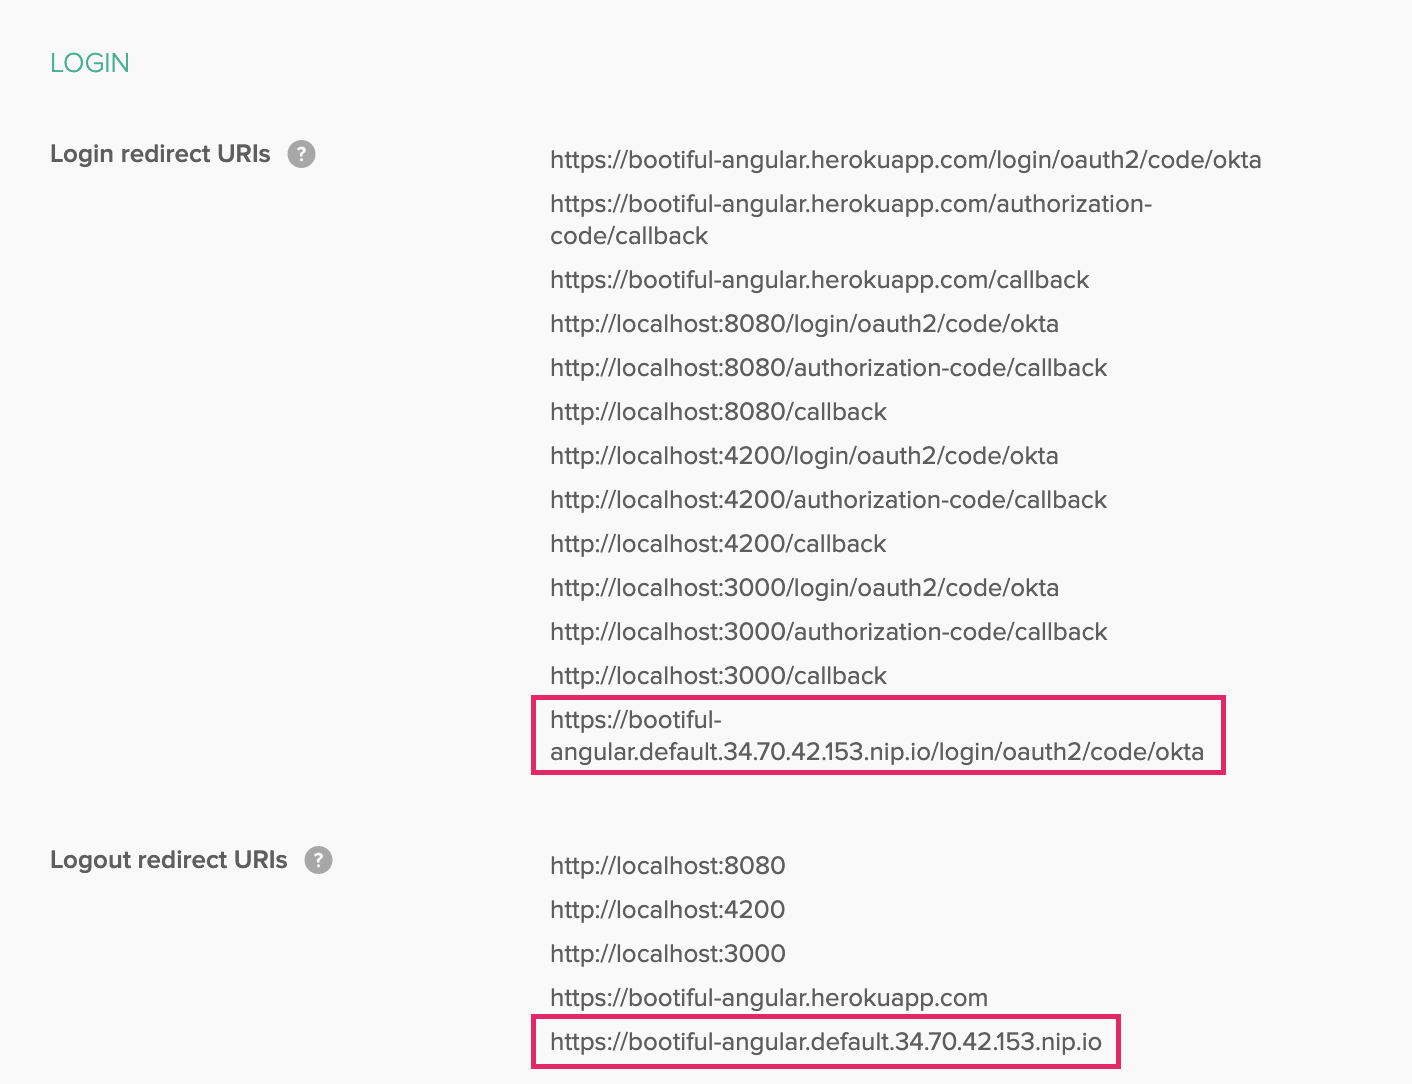 LOGIN
Login redirect URIs ?
https://bootiful-angular.herokuapp.com/login/oauth2/code/okta
https://bootiful-angular.herokuapp.com/authorization-
code/callback
https://bootiful-angular.herokuapp.com/callback
http://localhost:8080/login/oauth2/code/okta
http://localhost:8080/authorization-code/callback
http://localhost:8080/callback
http://localhost:4200/login/oauth2/code/okta
http://localhost:4200/authorization-code/callback
http://localhost:4200/callback
http://localhost:3000/login/oauth2/code/okta
http://localhost:3000/authorization-code/callback
http://localhost:3000/callback
https://bootiful-
angular.default.34.70.42.153.nip.io/login/oauth2/code/okta
Logout redirect URIs ?
http://localhost:8080
http://localhost:4200
http://localhost:3000
https://bootiful-angular.herokuapp.com
https://bootiful-angular.default.34.70.42.153.nip.io